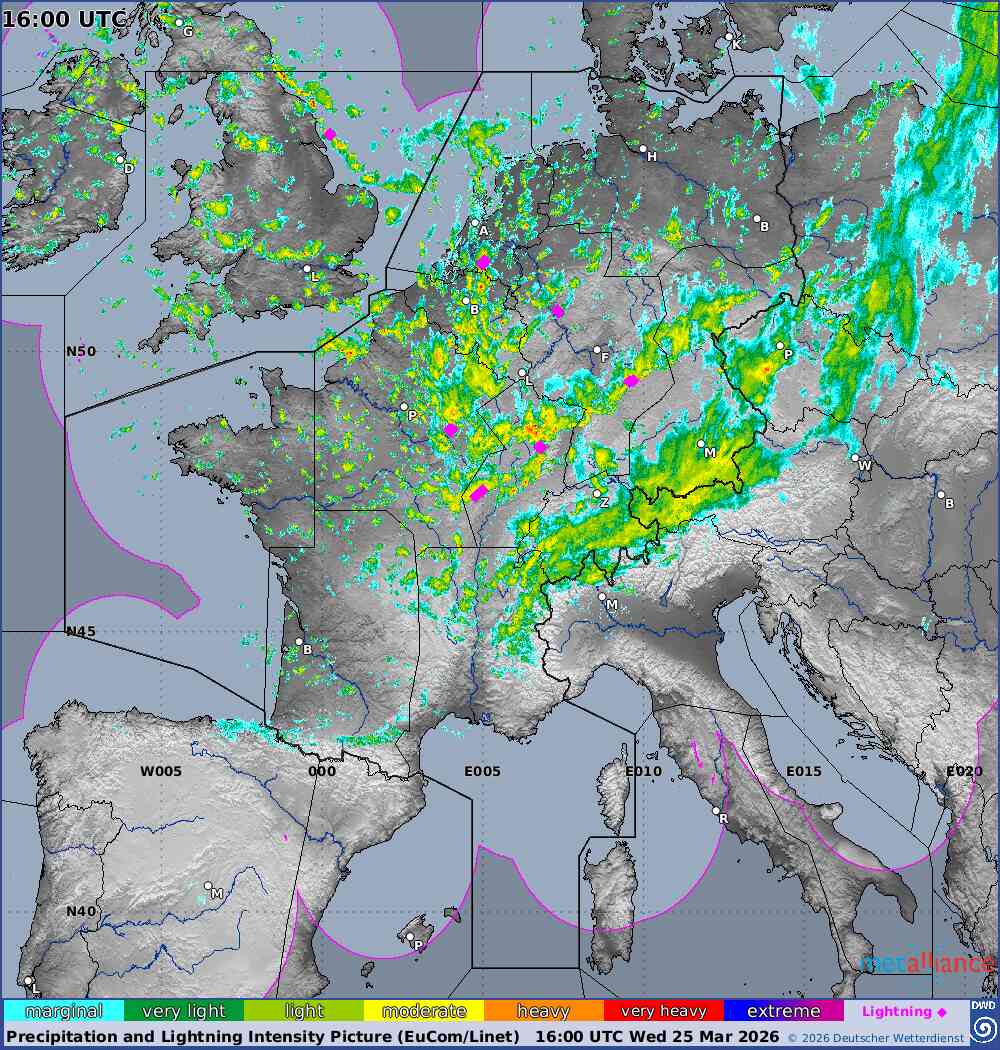 16:00 UTC
G
K
D
H
A
B
L
B
N50
F
P
L
P
M
W
Z
B
M
N45
B
W005
000
E005
E010
E015
E020
R
M
N40
P
L
metalliance
marginal very light light moderate heavy very heavy extreme Lightning
DWD
Precipitation and Lightning Intensity Picture (EuCom/Linet) 16:00 UTC Wed 25 Mar 2026 © 2026 Deutscher Wetterdienst